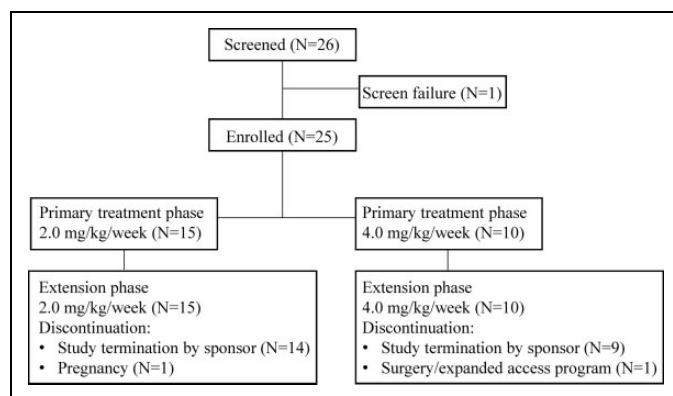 Screened (N=26)
Screen failure (N=1)
Enrolled (N=25)
Primary treatment phase
2.0 mg/kg/week (N=15)
Primary treatment phase
4.0 mg/kg/week (N=10)
Extension phase
2.0 mg/kg/week (N=15)
Discontinuation:
• Study termination by sponsor (N=14)
• Pregnancy (N=1)
Extension phase
4.0 mg/kg/week (N=10)
Discontinuation:
• Study termination by sponsor (N=9)
• Surgery/expanded access program (N=1)